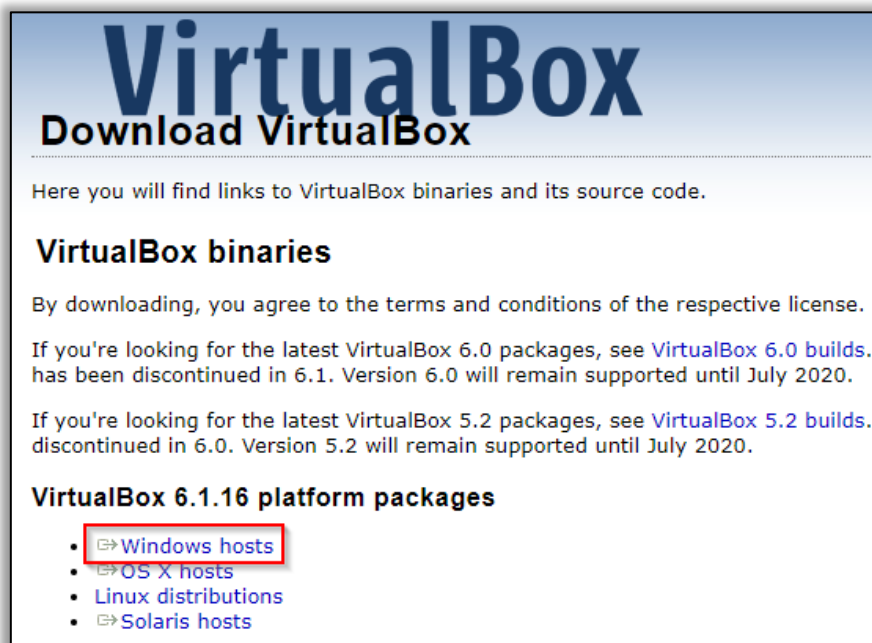 VirtualBox
Download VirtualBox
Here you will find links to VirtualBox binaries and its source code.
VirtualBox binaries
By downloading, you agree to the terms and conditions of the respective license.
If you're looking for the latest VirtualBox 6.0 packages, see VirtualBox 6.0 builds.
has been discontinued in 6.1. Version 6.0 will remain supported until July 2020.
If you're looking for the latest VirtualBox 5.2 packages, see VirtualBox 5.2 builds.
discontinued in 6.0. Version 5.2 will remain supported until July 2020.
VirtualBox 6.1.16 platform packages
Windows hosts
OS X hosts
Linux distributions
Solaris hosts